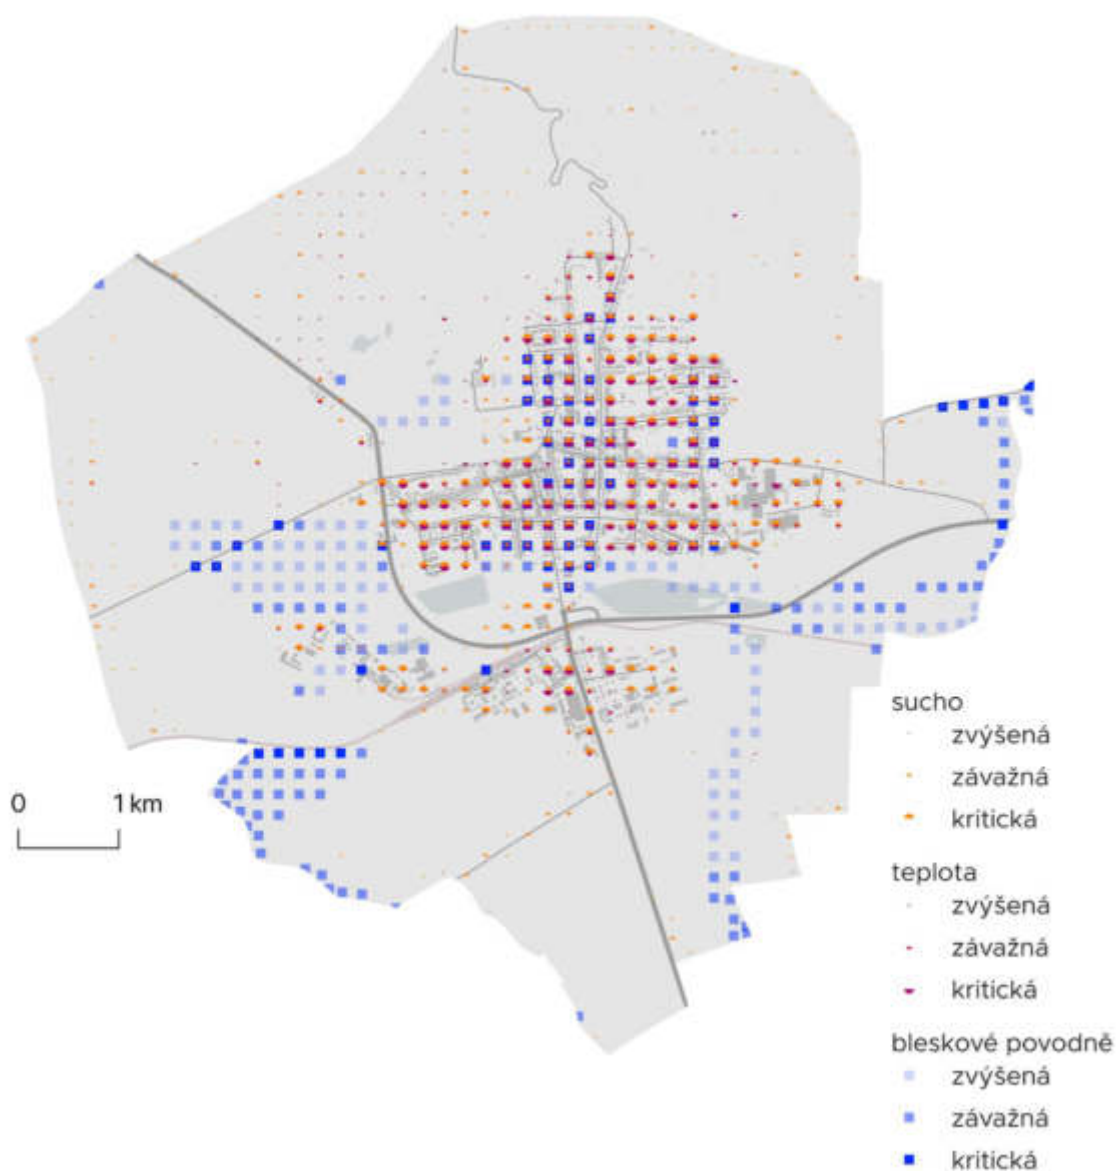 0 1 km
sucho
zvýšená
závažná
kritická
teplota
zvýšená
závažná
kritická
bleskové povodně
zvýšená
závažná
kritická